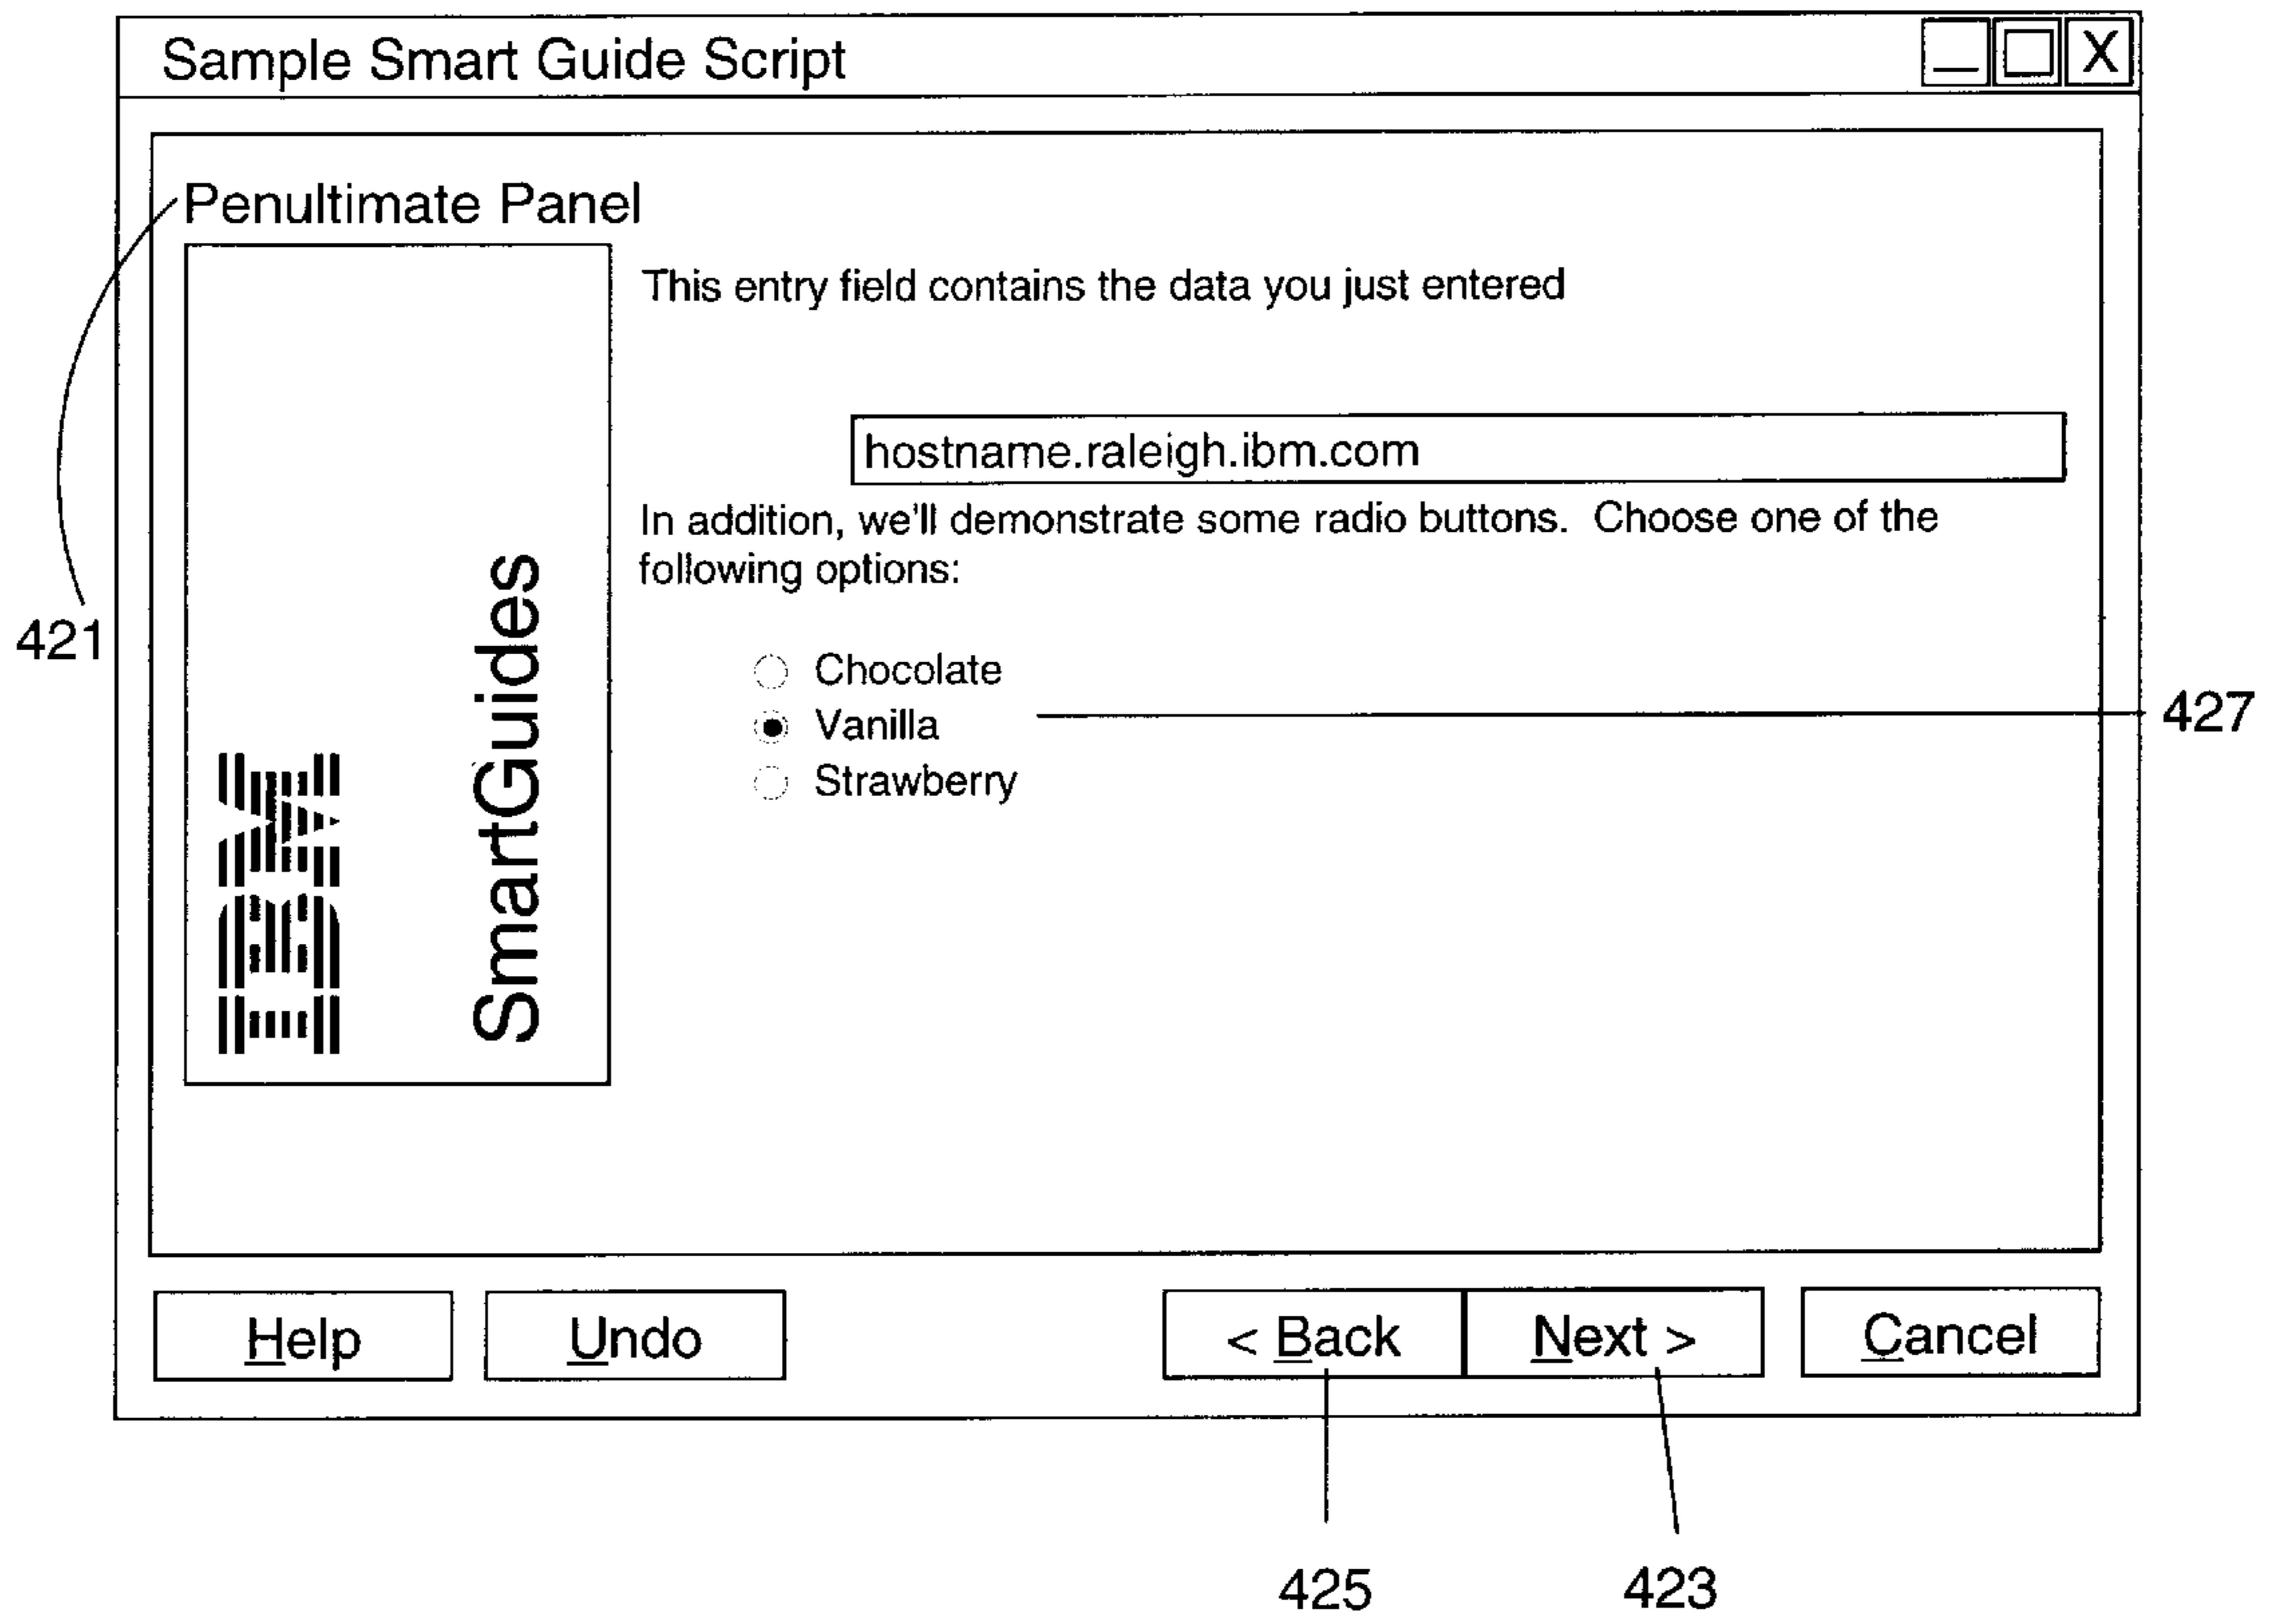 Sample Smart Guide Script
X
Penultimate Panel
This entry field contains the data you just entered
hostname.raleigh.ibm.com
In addition, we'll demonstrate some radio buttons.  Choose one of the
following options:
421
Chocolate
Vanilla
427
Strawberry
IBM
SmartGuides
Help
Undo
< Back
Next >
Cancel
425
423